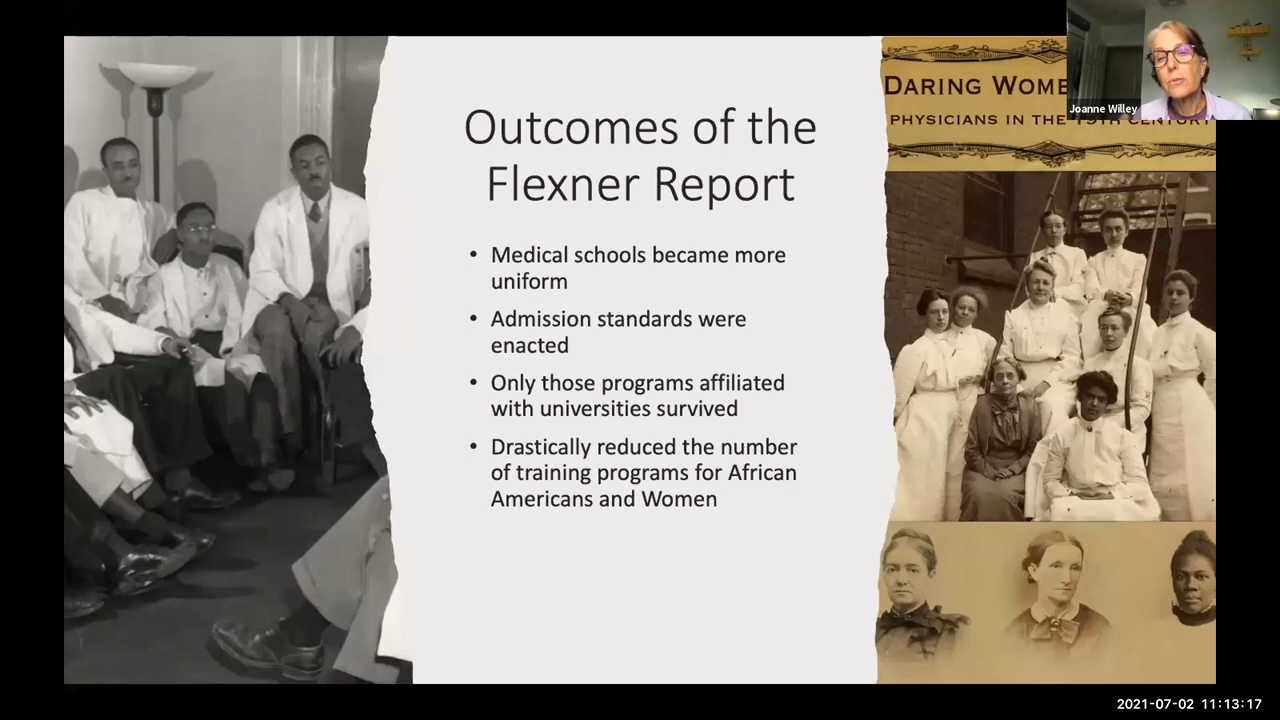 Outcomes of the
Flexner Report
• Medical schools became more
uniform
• Admission standards were
enacted
• Only those programs affiliated
with universities survived
• Drastically reduced the number
of training programs for African
Americans and Women
DARING WOME
PHYSICIANS IN THE 19TH CENTURY
Joanne Willey
2021-07-02 11:13:17